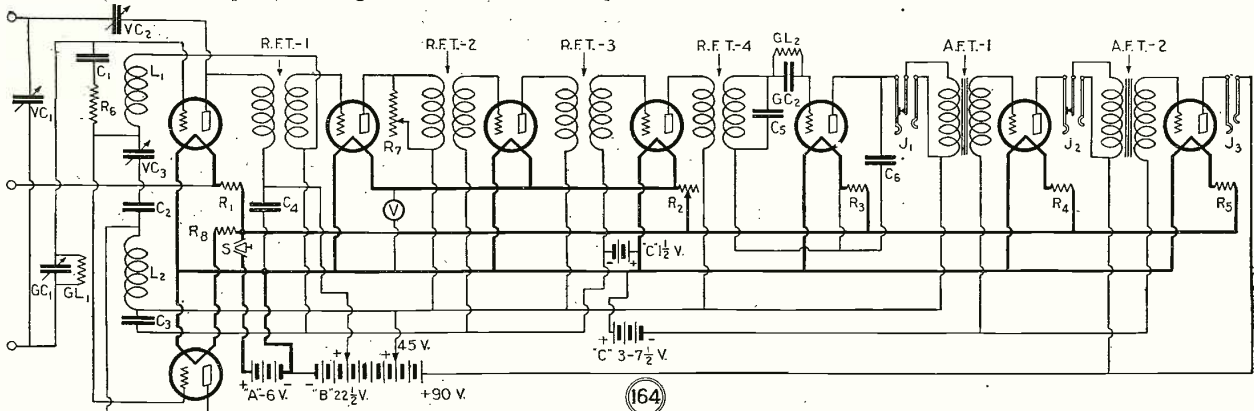 VC2
R.F.T.-1
R.F.T.-2
R.F.T.-3
R.F.T.-4
GL2
A.F.T.-1
A.F.T.-2
C1
L1
GC2
R6
C5
VC1
R7
J1
J2
J3
VC3
C6
R1
C4
R2
R3
R4
R5
C2
V
R8
S
"C" 1½ V.
- +
L2
GC1
GL1
C3
+ -
"C" 3-7½ V.
+ + 45 V.
+ "A"-6 V. - - "B" 22½ V. +90 V.
164